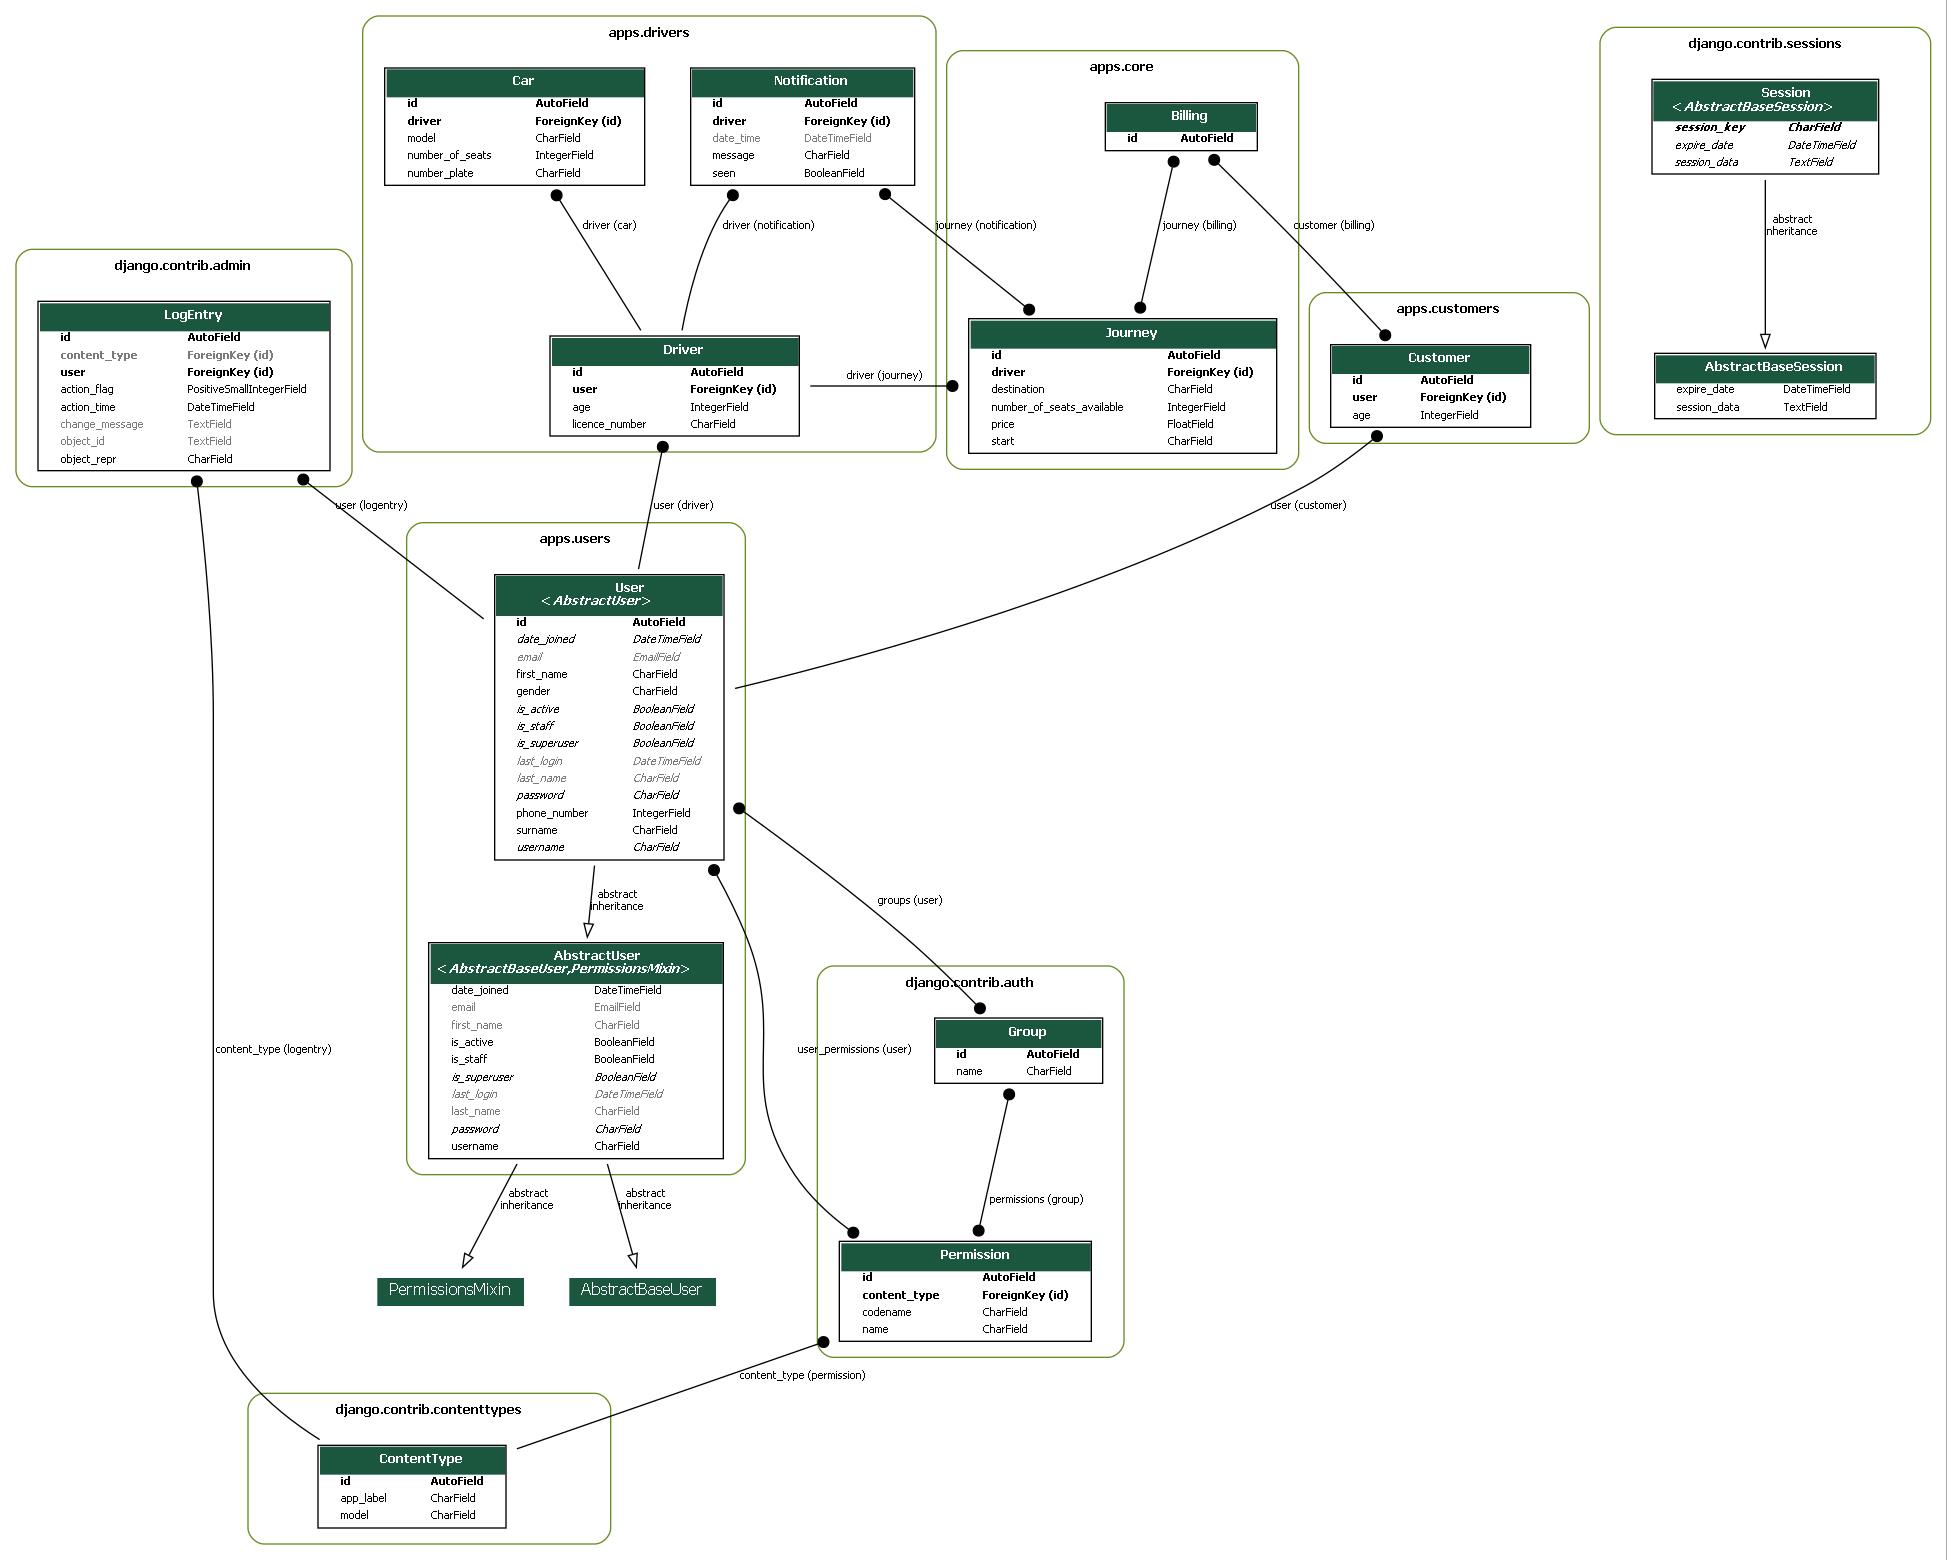 apps.drivers
Car
id AutoField
driver ForeignKey (id)
model CharField
number_of_seats IntegerField
number_plate CharField
Notification
id AutoField
driver ForeignKey (id)
date_time DateTimeField
message CharField
seen BooleanField
driver (car)
driver (notification)
Driver
id AutoField
user ForeignKey (id)
age IntegerField
licence_number CharField
apps.core
Billing
id AutoField
journey (notification)
journey (billing)
customer (billing)
Journey
id AutoField
driver ForeignKey (id)
destination CharField
number_of_seats_available IntegerField
price FloatField
start CharField
driver (journey)
apps.customers
Customer
id AutoField
user ForeignKey (id)
age IntegerField
django.contrib.sessions
Session
<AbstractBaseSession>
session_key CharField
expire_date DateTimeField
session_data TextField
abstract
inheritance
AbstractBaseSession
expire_date DateTimeField
session_data TextField
django.contrib.admin
LogEntry
id AutoField
content_type ForeignKey (id)
user ForeignKey (id)
action_flag PositiveSmallIntegerField
action_time DateTimeField
change_message TextField
object_id TextField
object_repr CharField
user (logentry)
user (driver)
user (customer)
apps.users
User
<AbstractUser>
id AutoField
date_joined DateTimeField
email EmailField
first_name CharField
gender CharField
is_active BooleanField
is_staff BooleanField
is_superuser BooleanField
last_login DateTimeField
last_name CharField
password CharField
phone_number IntegerField
surname CharField
username CharField
abstract
inheritance
AbstractUser
<AbstractBaseUser,PermissionsMixin>
date_joined DateTimeField
email EmailField
first_name CharField
is_active BooleanField
is_staff BooleanField
is_superuser BooleanField
last_login DateTimeField
last_name CharField
password CharField
username CharField
abstract
inheritance
abstract
inheritance
PermissionsMixin
AbstractBaseUser
groups (user)
user_permissions (user)
content_type (logentry)
django.contrib.auth
Group
id AutoField
name CharField
permissions (group)
Permission
id AutoField
content_type ForeignKey (id)
codename CharField
name CharField
content_type (permission)
django.contrib.contenttypes
ContentType
id AutoField
app_label CharField
model CharField